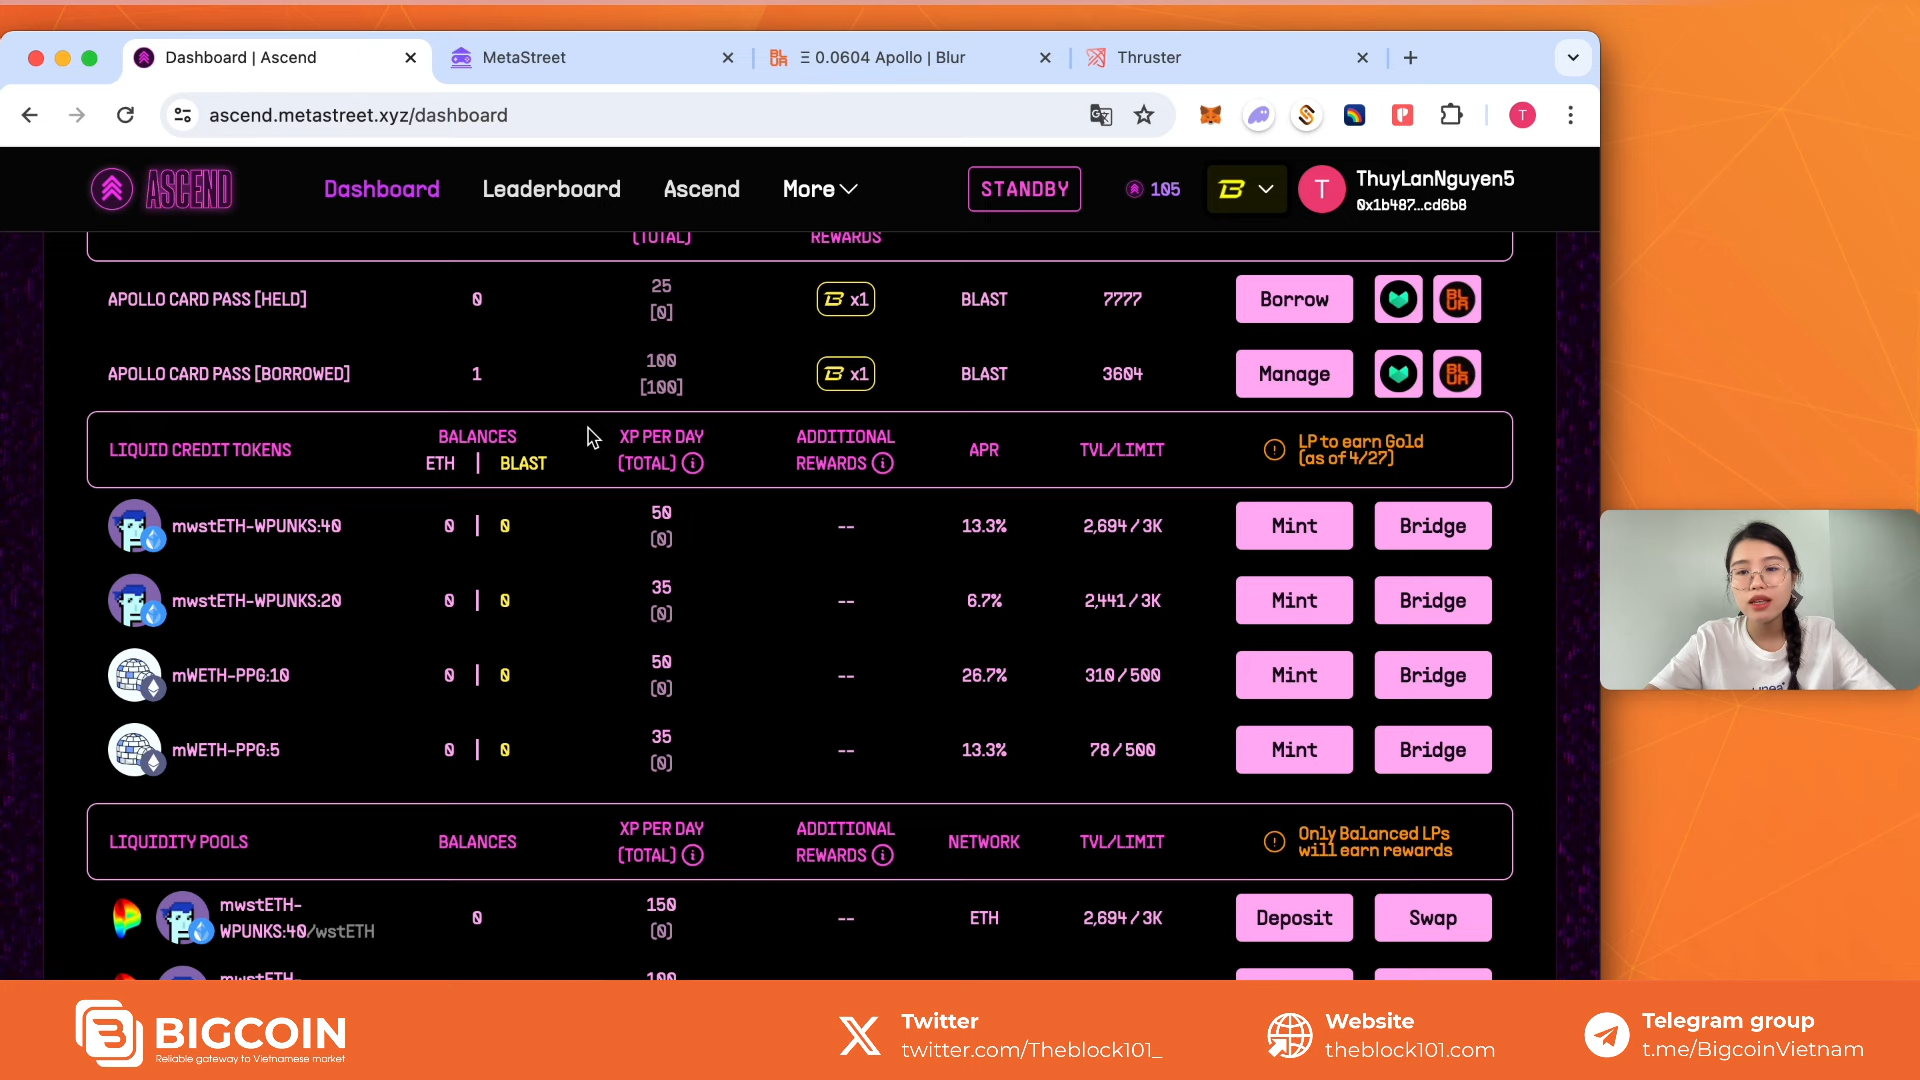 Dashboard | Ascend
MetaStreet
Ξ 0.0604 Apollo | Blur
Thruster
ascend.metastreet.xyz/dashboard
T
ASCEND
Dashboard
Leaderboard
Ascend
More
STANDBY
105
T
ThuyLanNguyen5
0x1b487...cd6b8
(TOTAL) REWARDS
APOLLO CARD PASS [HELD] 0 25 [0] x1 BLAST 7777 Borrow
BLUR
APOLLO CARD PASS [BORROWED] 1 100 [100] x1 BLAST 3604 Manage
BLUR
LIQUID CREDIT TOKENS
BALANCES
ETH | BLAST
XP PER DAY
(TOTAL)
ADDITIONAL
REWARDS
APR
TVL/LIMIT
LP to earn Gold
(as of 4/27)
mwstETH-WPUNKS:40 0 | 0 50 (0) -- 13.3% 2,694/3K Mint Bridge
mwstETH-WPUNKS:20 0 | 0 35 (0) -- 6.7% 2,441/3K Mint Bridge
mWETH-PPG:10 0 | 0 50 (0) -- 26.7% 310/500 Mint Bridge
mWETH-PPG:5 0 | 0 35 (0) -- 13.3% 78/500 Mint Bridge
LIQUIDITY POOLS
BALANCES
XP PER DAY
(TOTAL)
ADDITIONAL
REWARDS
NETWORK
TVL/LIMIT
Only Balanced LPs
will earn rewards
mwstETH-
WPUNKS:40/wstETH
0 150 (0) -- ETH 2,694/3K Deposit Swap
mwstETH-
100
BIGCOIN
Reliable gateway to Vietnamese market
Twitter
twitter.com/Theblock101_
Website
theblock101.com
Telegram group
t.me/BigcoinVietnam